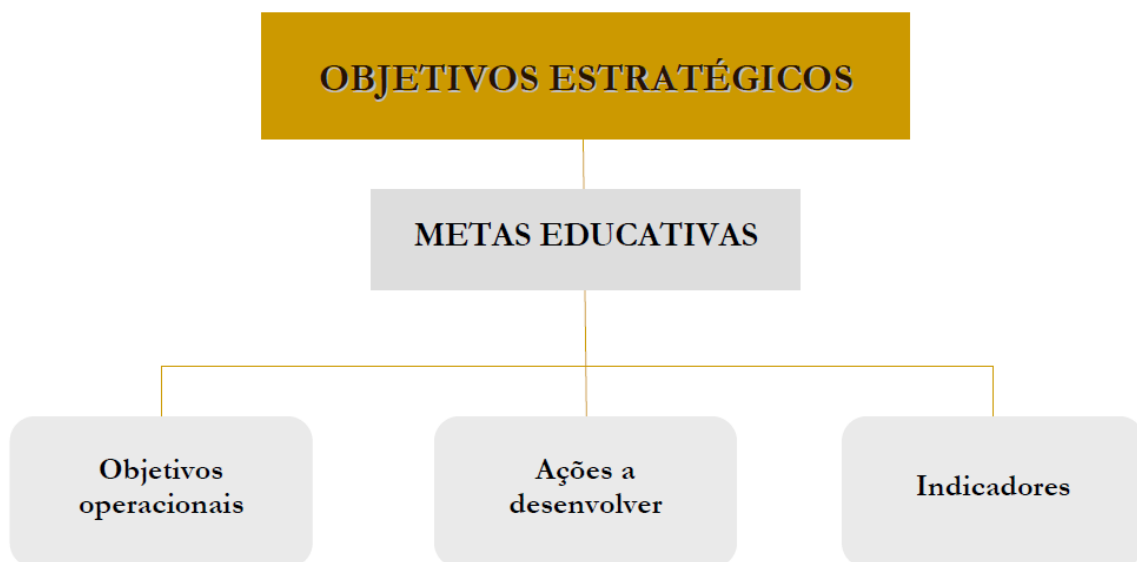 OBJETIVOS ESTRATÉGICOS
METAS EDUCATIVAS
Objetivos
operacionais
Ações a
desenvolver
Indicadores